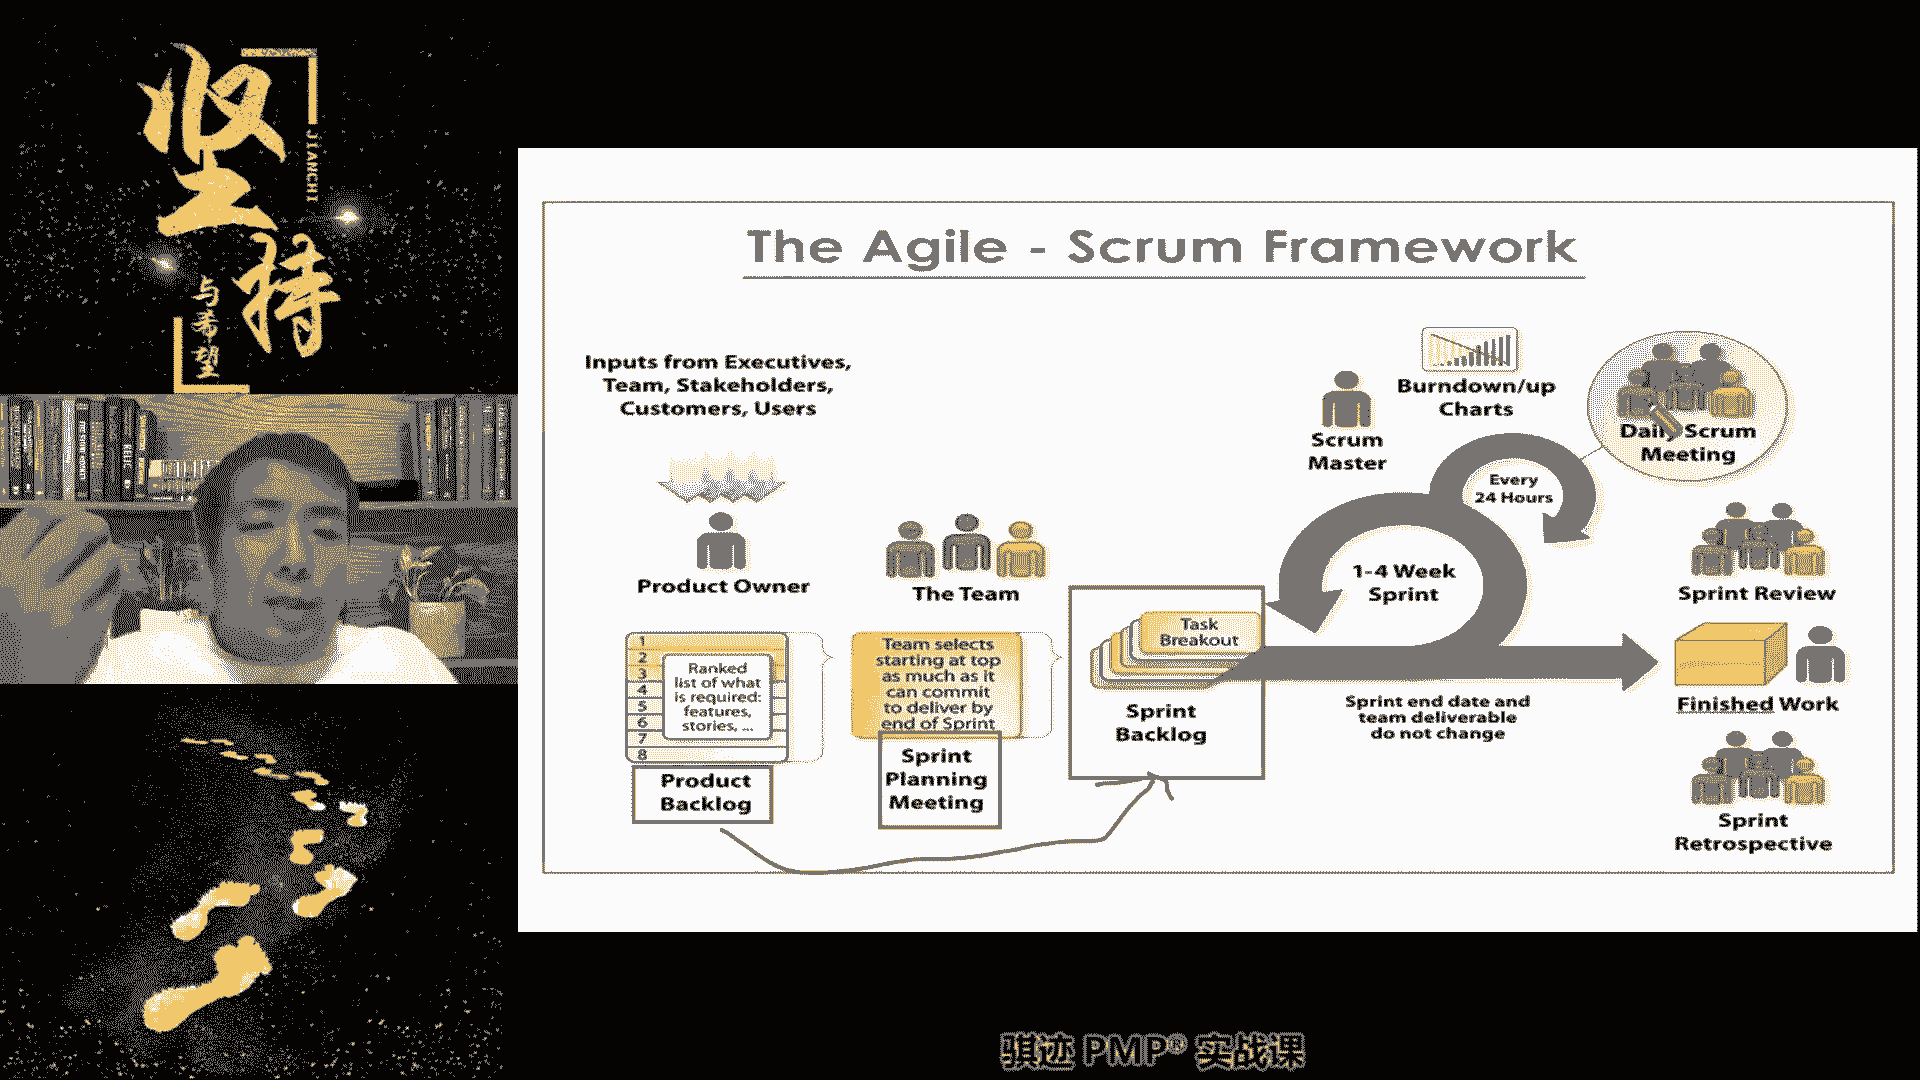 坚持
JIANCHI
与希望
The Agile - Scrum Framework
Inputs from Executives,
Team, Stakeholders,
Customers, Users
Product Owner
The Team
1
2
3
4
5
6
7
8
Ranked
list of what
is required:
features,
stories, ...
Product
Backlog
Team selects
starting at top
as much as it
can commit
to deliver by
end of Sprint
Sprint
Planning
Meeting
Task
Breakout
Sprint
Backlog
Scrum
Master
Burndown/up
Charts
Every
24 Hours
1-4 Week
Sprint
Sprint end date and
team deliverable
do not change
Daily Scrum
Meeting
Sprint Review
Finished Work
Sprint
Retrospective
骐迹 PMP® 实战课